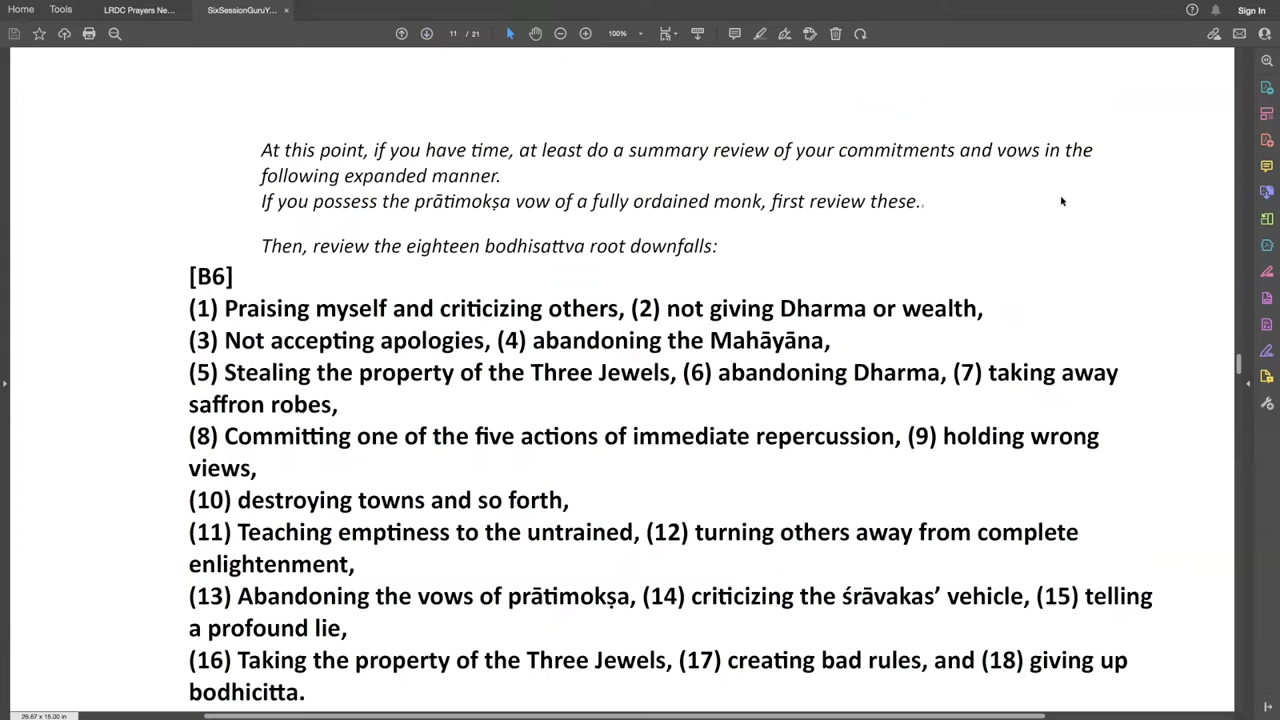 Home
Tools
LRDC Prayers Ne...
SixSessionGuruY...
×
Sign In
11 / 21
100%
At this point, if you have time, at least do a summary review of your commitments and vows in the
following expanded manner.
If you possess the prātimokṣa vow of a fully ordained monk, first review these.
Then, review the eighteen bodhisattva root downfalls:
[B6]
(1) Praising myself and criticizing others, (2) not giving Dharma or wealth,
(3) Not accepting apologies, (4) abandoning the Mahāyāna,
(5) Stealing the property of the Three Jewels, (6) abandoning Dharma, (7) taking away
saffron robes,
(8) Committing one of the five actions of immediate repercussion, (9) holding wrong
views,
(10) destroying towns and so forth,
(11) Teaching emptiness to the untrained, (12) turning others away from complete
enlightenment,
(13) Abandoning the vows of prātimokṣa, (14) criticizing the śrāvakas’ vehicle, (15) telling
a profound lie,
(16) Taking the property of the Three Jewels, (17) creating bad rules, and (18) giving up
bodhicitta.
26.67 x 15.00 in